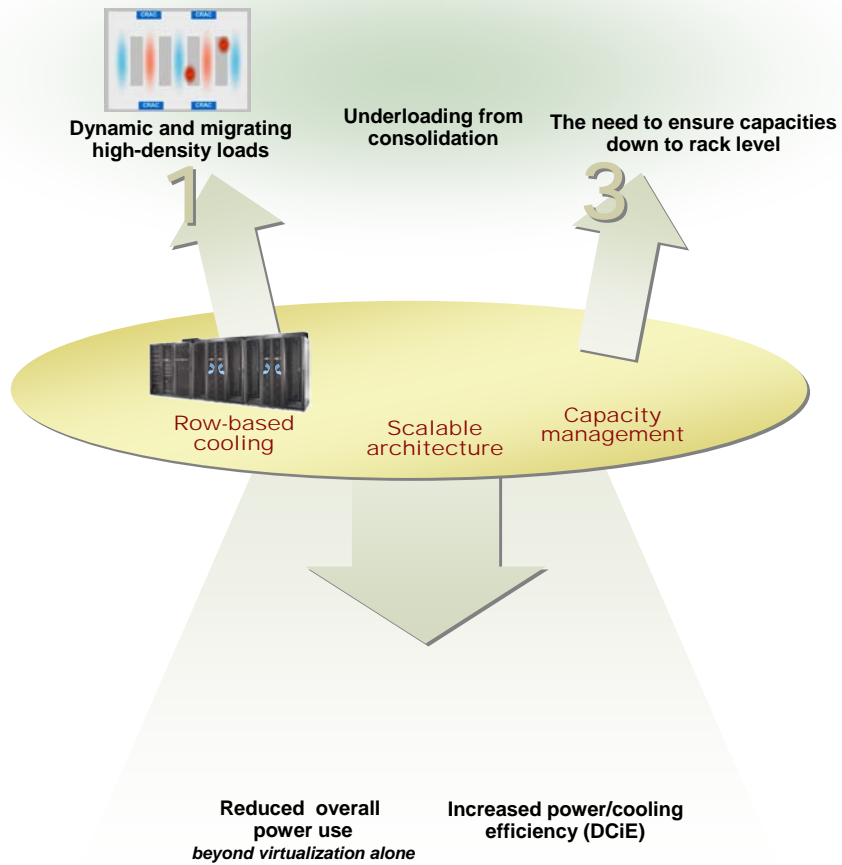 CRAC CRAC
CRAC CRAC
Dynamic and migrating
high-density loads
Underloading from
consolidation
The need to ensure capacities
down to rack level
1
3
Row-based
cooling
Scalable
architecture
Capacity
management
Reduced overall
power use
beyond virtualization alone
Increased power/cooling
efficiency (DCiE)